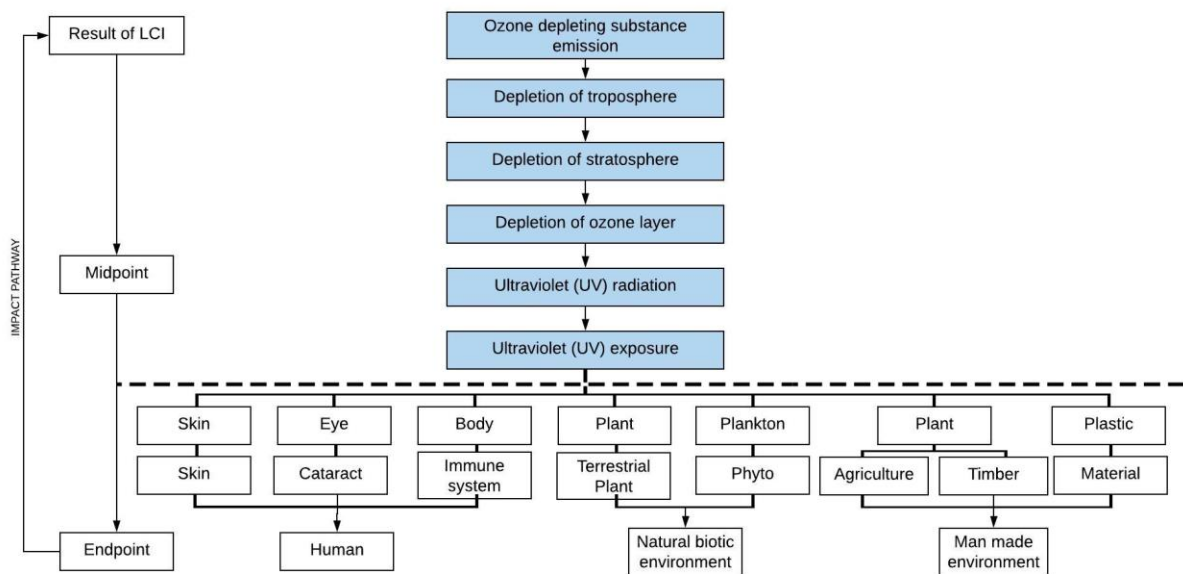 Result of LCI
Ozone depleting substance
emission
Depletion of troposphere
Depletion of stratosphere
Depletion of ozone layer
Midpoint
Ultraviolet (UV) radiation
IMPACT PATHWAY
Ultraviolet (UV) exposure
Skin
Eye
Body
Plant
Plankton
Plant
Plastic
Skin
Cataract
Immune
system
Terrestrial
Plant
Phyto
Agriculture
Timber
Material
Endpoint
Human
Natural biotic
environment
Man made
environment